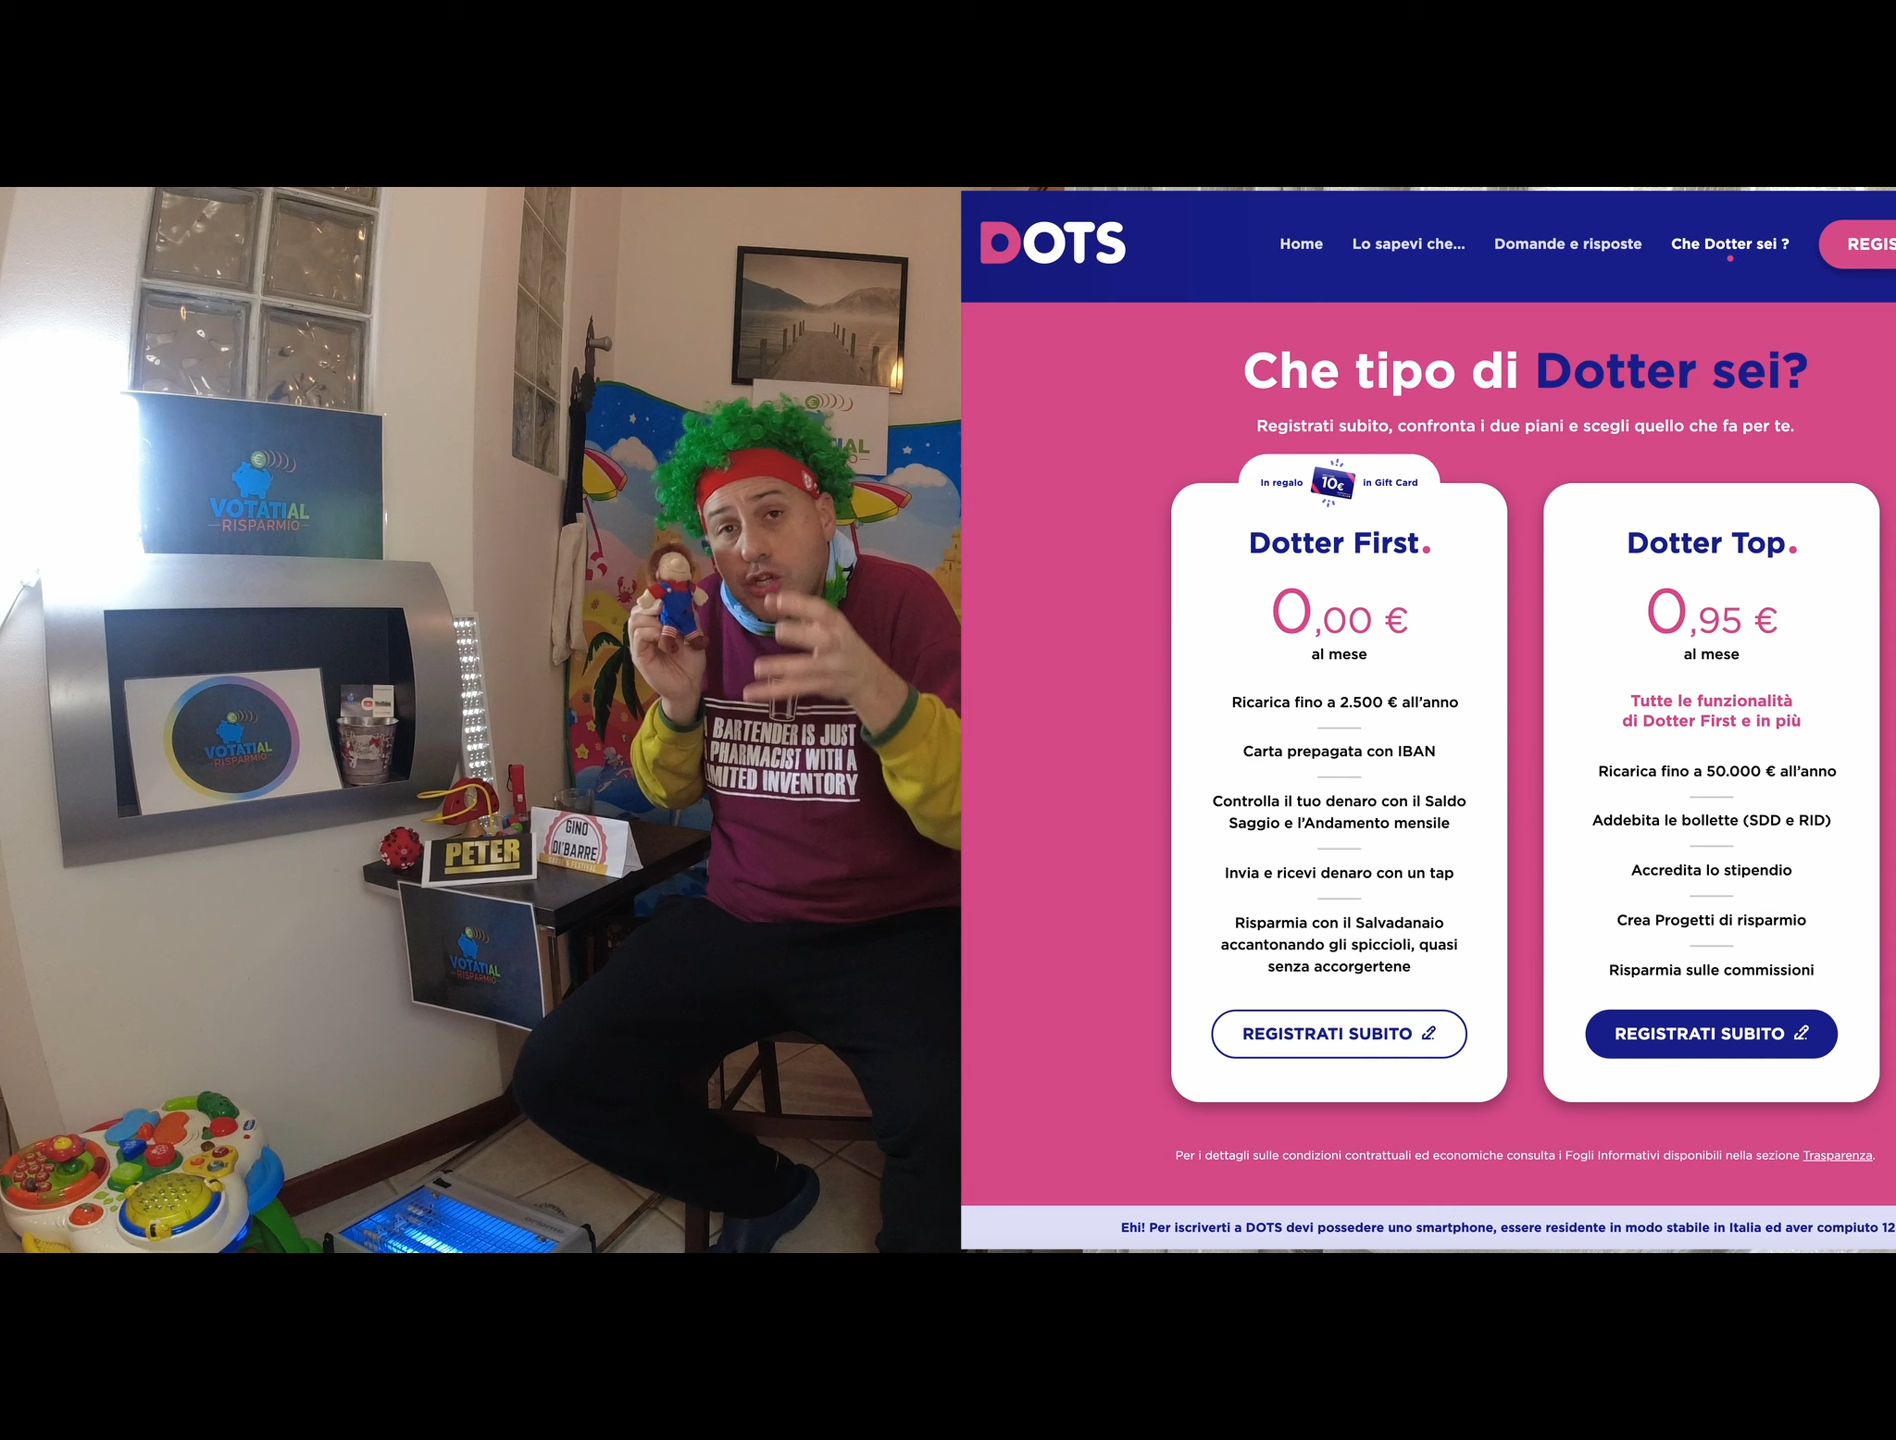 VOTATIAL
RISPARMIO
VOTATIAL
RISPARMIO
PETER
GINO
DI'BARRE
VOTATIAL
RISPARMIO
BARTENDER IS JUST
PHARMACIST WITH A
LIMITED INVENTORY
DOTS
Home
Lo sapevi che...
Domande e risposte
Che Dotter sei ?
REGIS
Che tipo di Dotter sei?
Registrati subito, confronta i due piani e scegli quello che fa per te.
In regalo 10€ in Gift Card
Dotter First.
0,00 €
al mese
Ricarica fino a 2.500 € all'anno
Carta prepagata con IBAN
Controlla il tuo denaro con il Saldo
Saggio e l'Andamento mensile
Invia e ricevi denaro con un tap
Risparmia con il Salvadanaio
accantonando gli spiccioli, quasi
senza accorgertene
REGISTRATI SUBITO
Dotter Top.
0,95 €
al mese
Tutte le funzionalità
di Dotter First e in più
Ricarica fino a 50.000 € all'anno
Addebita le bollette (SDD e RID)
Accredita lo stipendio
Crea Progetti di risparmio
Risparmia sulle commissioni
REGISTRATI SUBITO
Per i dettagli sulle condizioni contrattuali ed economiche consulta i Fogli Informativi disponibili nella sezione Trasparenza.
Ehi! Per iscriverti a DOTS devi possedere uno smartphone, essere residente in modo stabile in Italia ed aver compiuto 12